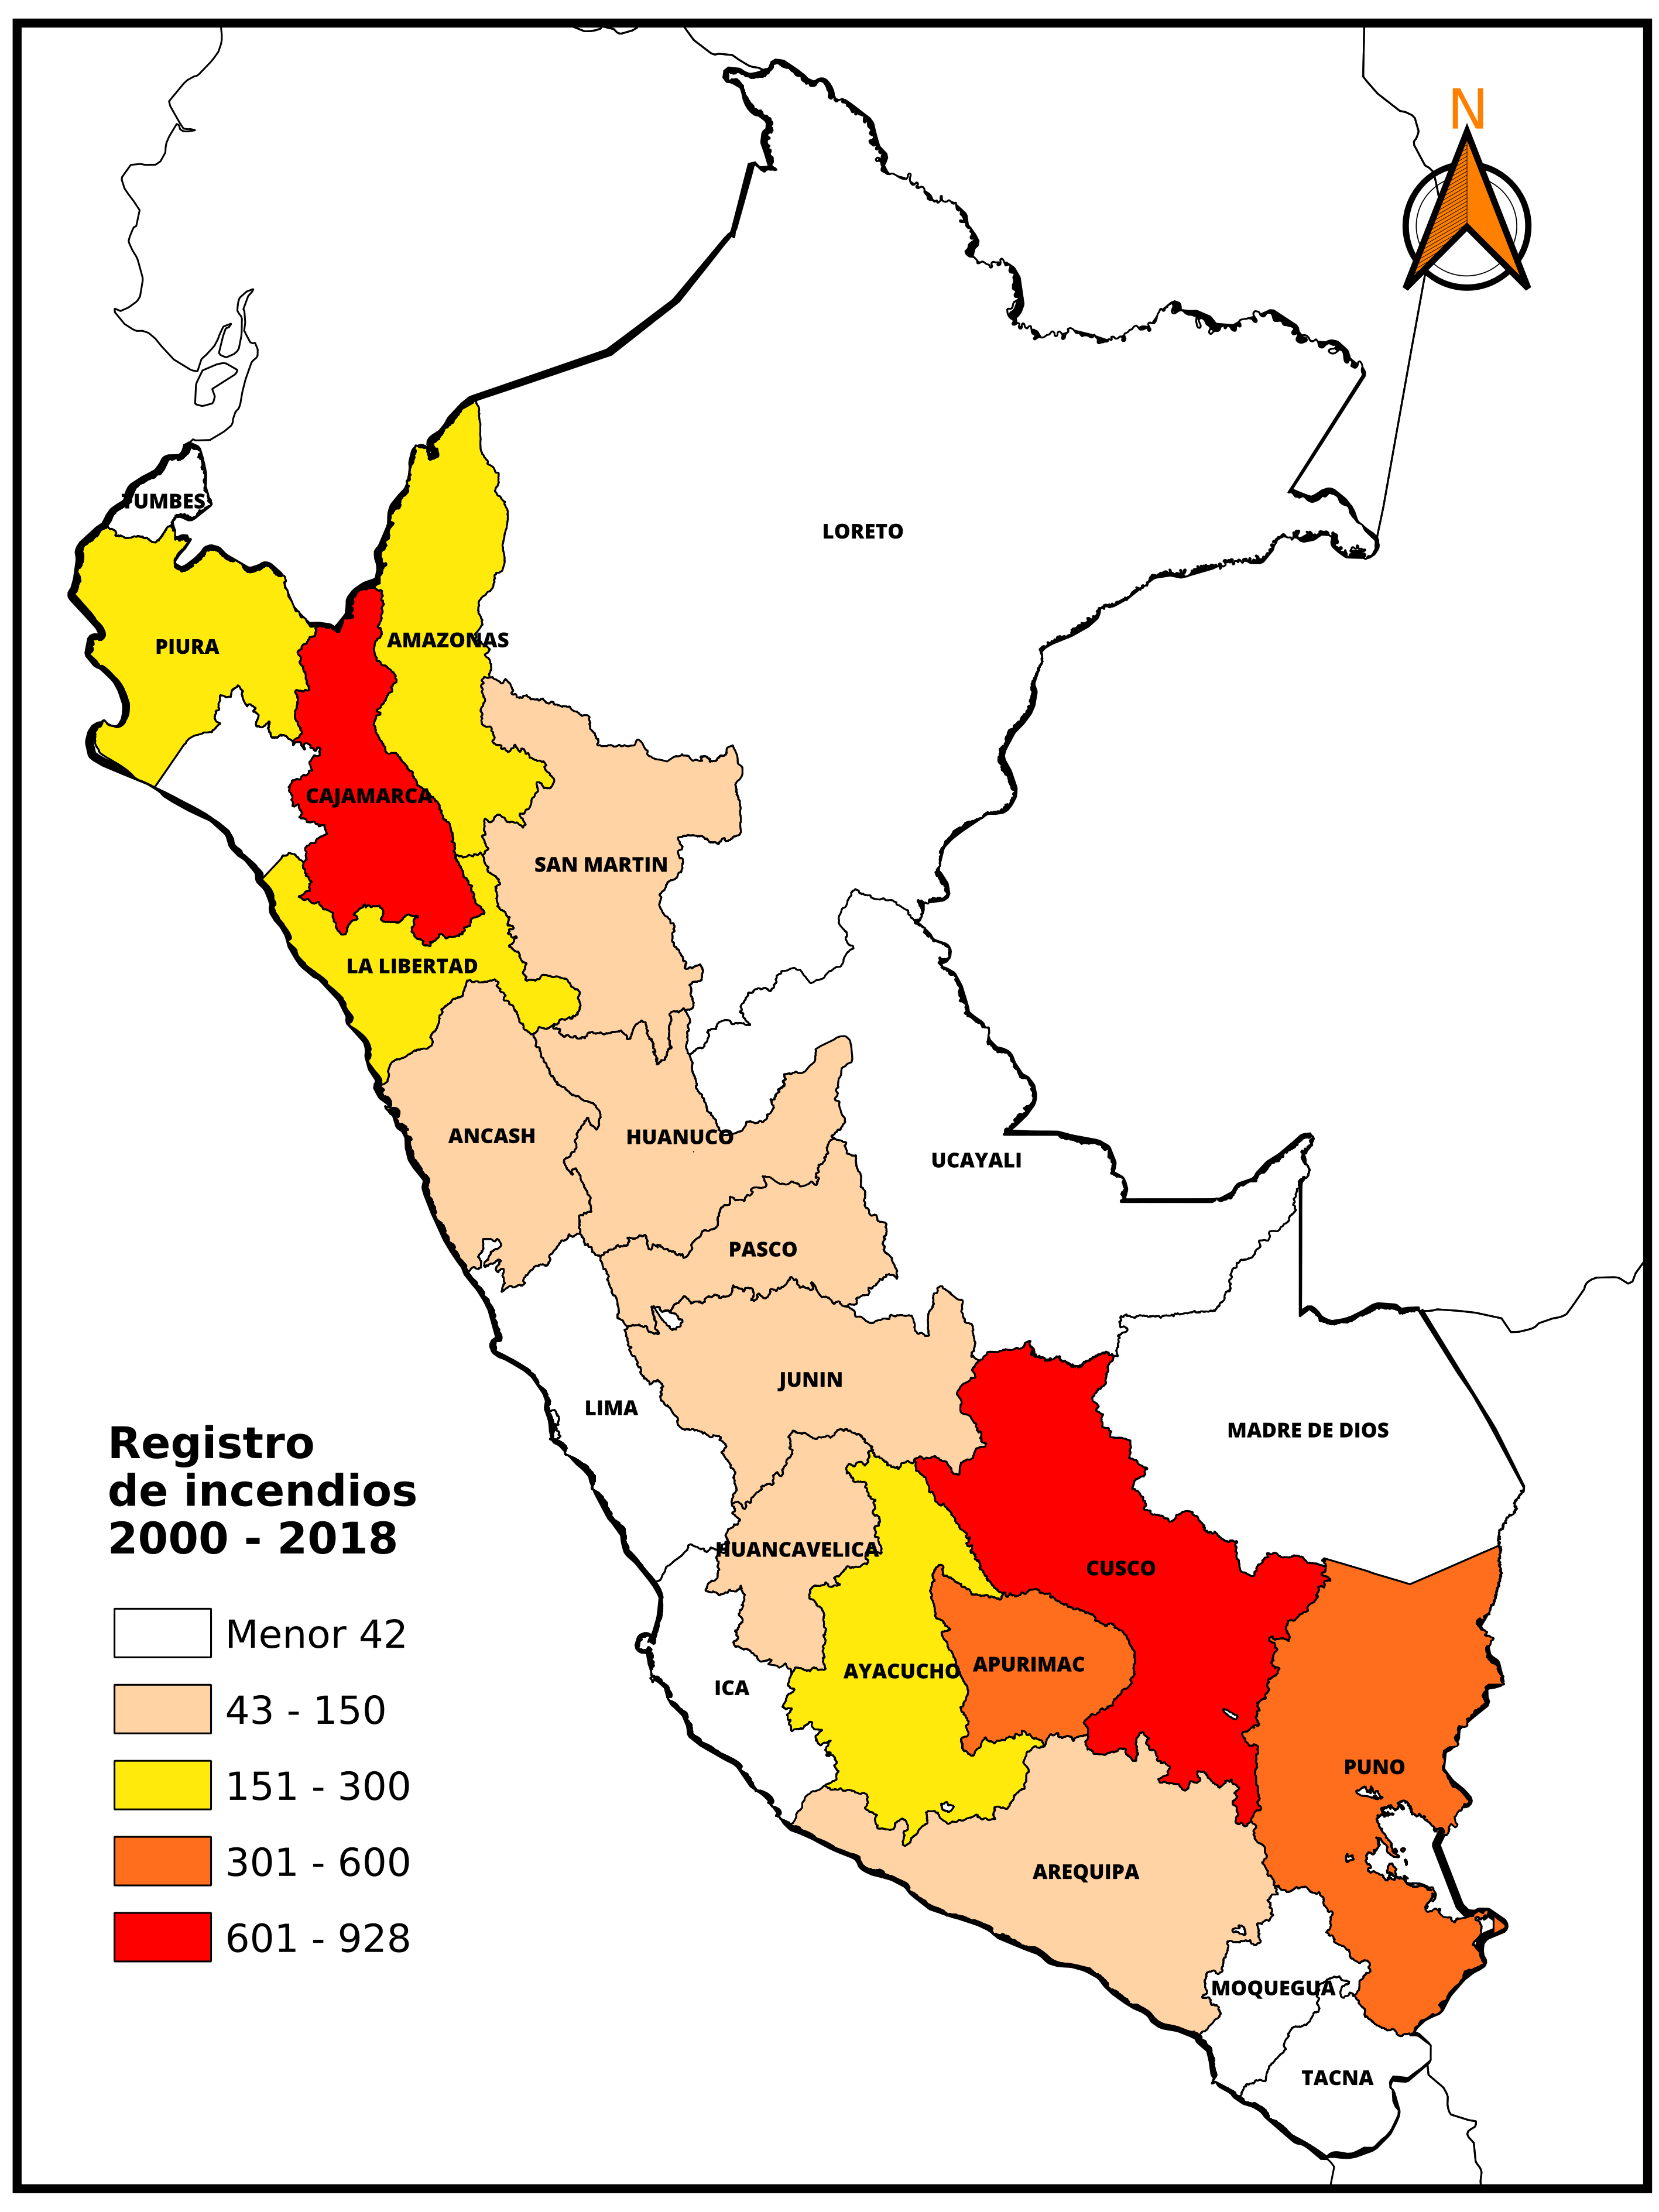 N
TUMBES
LORETO
PIURA
AMAZONAS
CAJAMARCA
SAN MARTIN
LA LIBERTAD
ANCASH
HUANUCO
UCAYALI
PASCO
JUNIN
LIMA
MADRE DE DIOS
HUANCAVELICA
CUSCO
AYACUCHO
APURIMAC
ICA
PUNO
AREQUIPA
MOQUEGUA
TACNA
Registro
de incendios
2000 - 2018
Menor 42
43 - 150
151 - 300
301 - 600
601 - 928